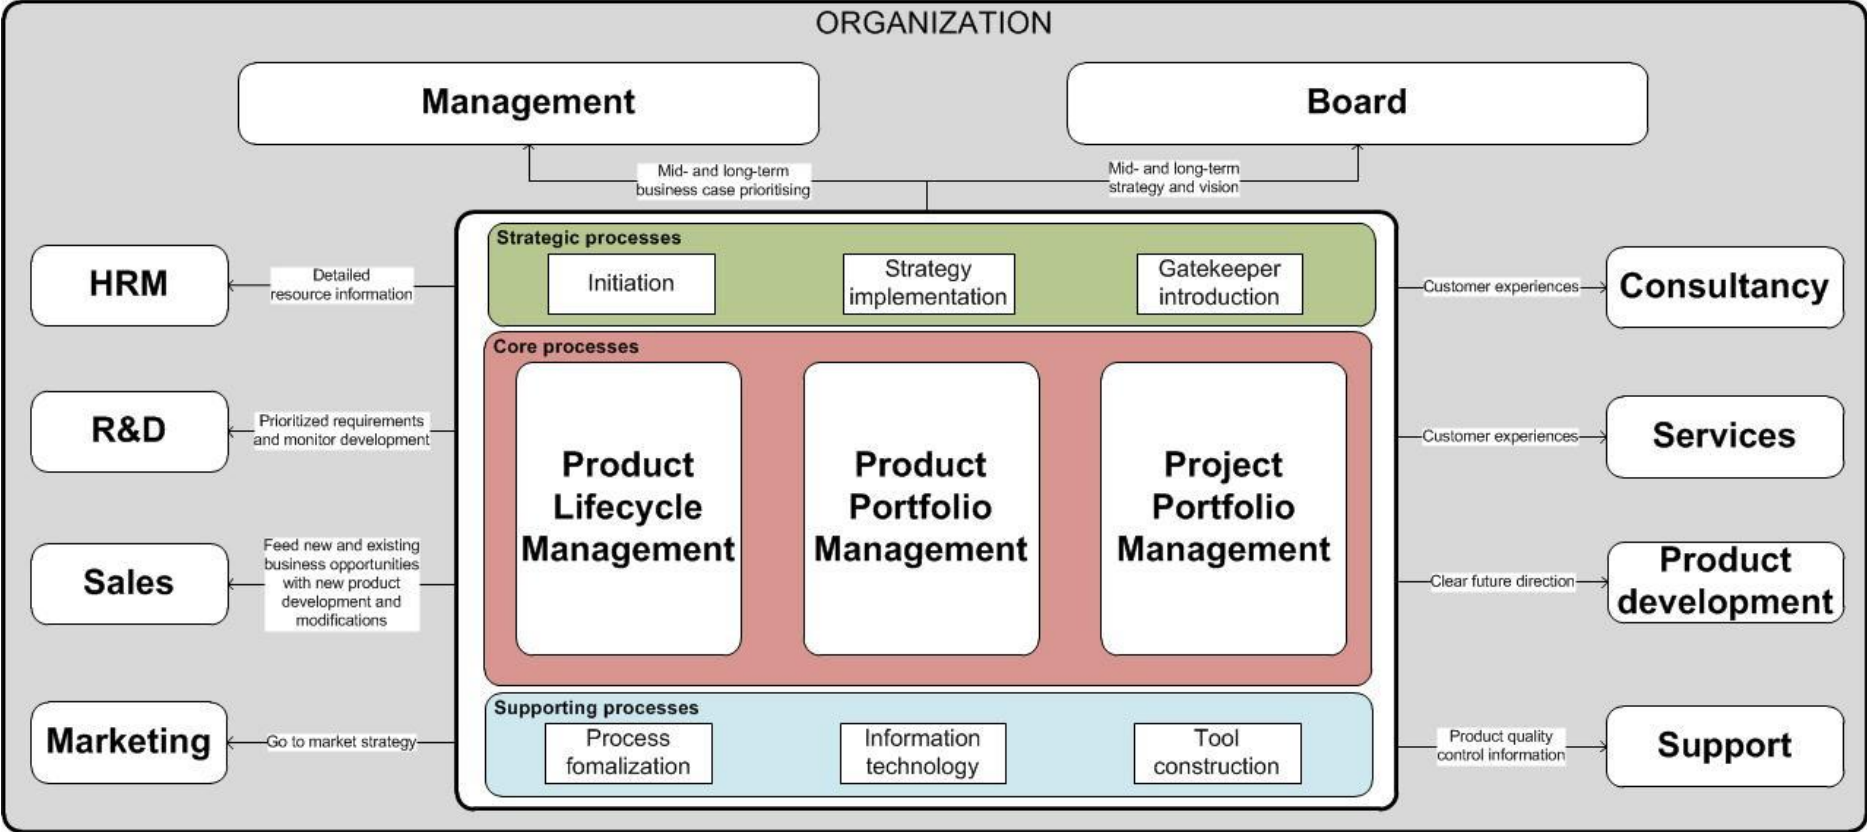 ORGANIZATION
Management
Board
Mid- and long-term
business case prioritising
Mid- and long-term
strategy and vision
Strategic processes
Initiation
Strategy
implementation
Gatekeeper
introduction
HRM
Detailed
resource information
Customer experiences
Consultancy
Core processes
Product
Lifecycle
Management
Product
Portfolio
Management
Project
Portfolio
Management
R&D
Prioritized requirements
and monitor development
Customer experiences
Services
Sales
Feed new and existing
business opportunities
with new product
development and
modifications
Clear future direction
Product
development
Supporting processes
Process
fomalization
Information
technology
Tool
construction
Marketing
Go to market strategy
Product quality
control information
Support